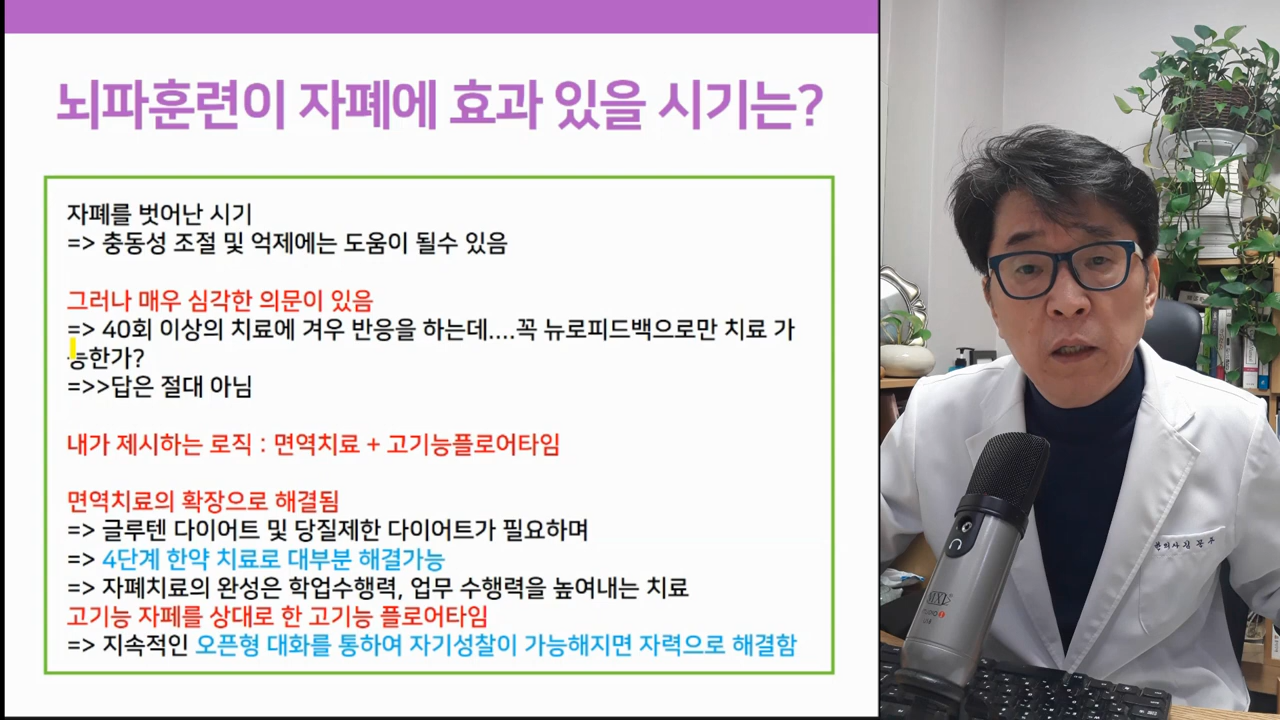 뇌파훈련이 자폐에 효과 있을 시기는?
자폐를 벗어난 시기
=> 충동성 조절 및 억제에는 도움이 될수 있음
그러나 매우 심각한 의문이 있음
=> 40회 이상의 치료에 겨우 반응을 하는데....꼭 뉴로피드백으로만 치료 가
능한가?
=>>답은 절대 아님
내가 제시하는 로직 : 면역치료 + 고기능플로어타임
면역치료의 확장으로 해결됨
=> 글루텐 다이어트 및 당질제한 다이어트가 필요하며
=> 4단계 한약 치료로 대부분 해결가능
=> 자폐치료의 완성은 학업수행력, 업무 수행력을 높여내는 치료
고기능 자폐를 상대로 한 고기능 플로어타임
=> 지속적인 오픈형 대화를 통하여 자기성찰이 가능해지면 자력으로 해결함
MXL